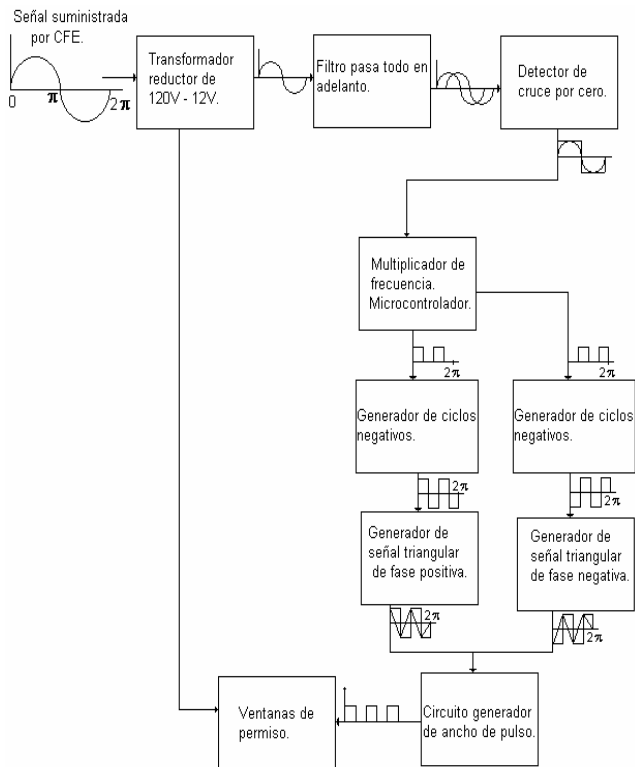 Señal suministrada
por CFE.
0
π
2π
Transformador
reductor de
120V - 12V.
Filtro pasa todo en
adelanto.
Detector de
cruce por cero.
Multiplicador de
frecuencia.
Microcontrolador.
2π
2π
Generador de ciclos
negativos.
Generador de ciclos
negativos.
2π
2π
Generador de
señal triangular
de fase positiva.
Generador de
señal triangular
de fase negativa.
2π
2π
Ventanas de
permiso.
Circuito generador
de ancho de pulso.